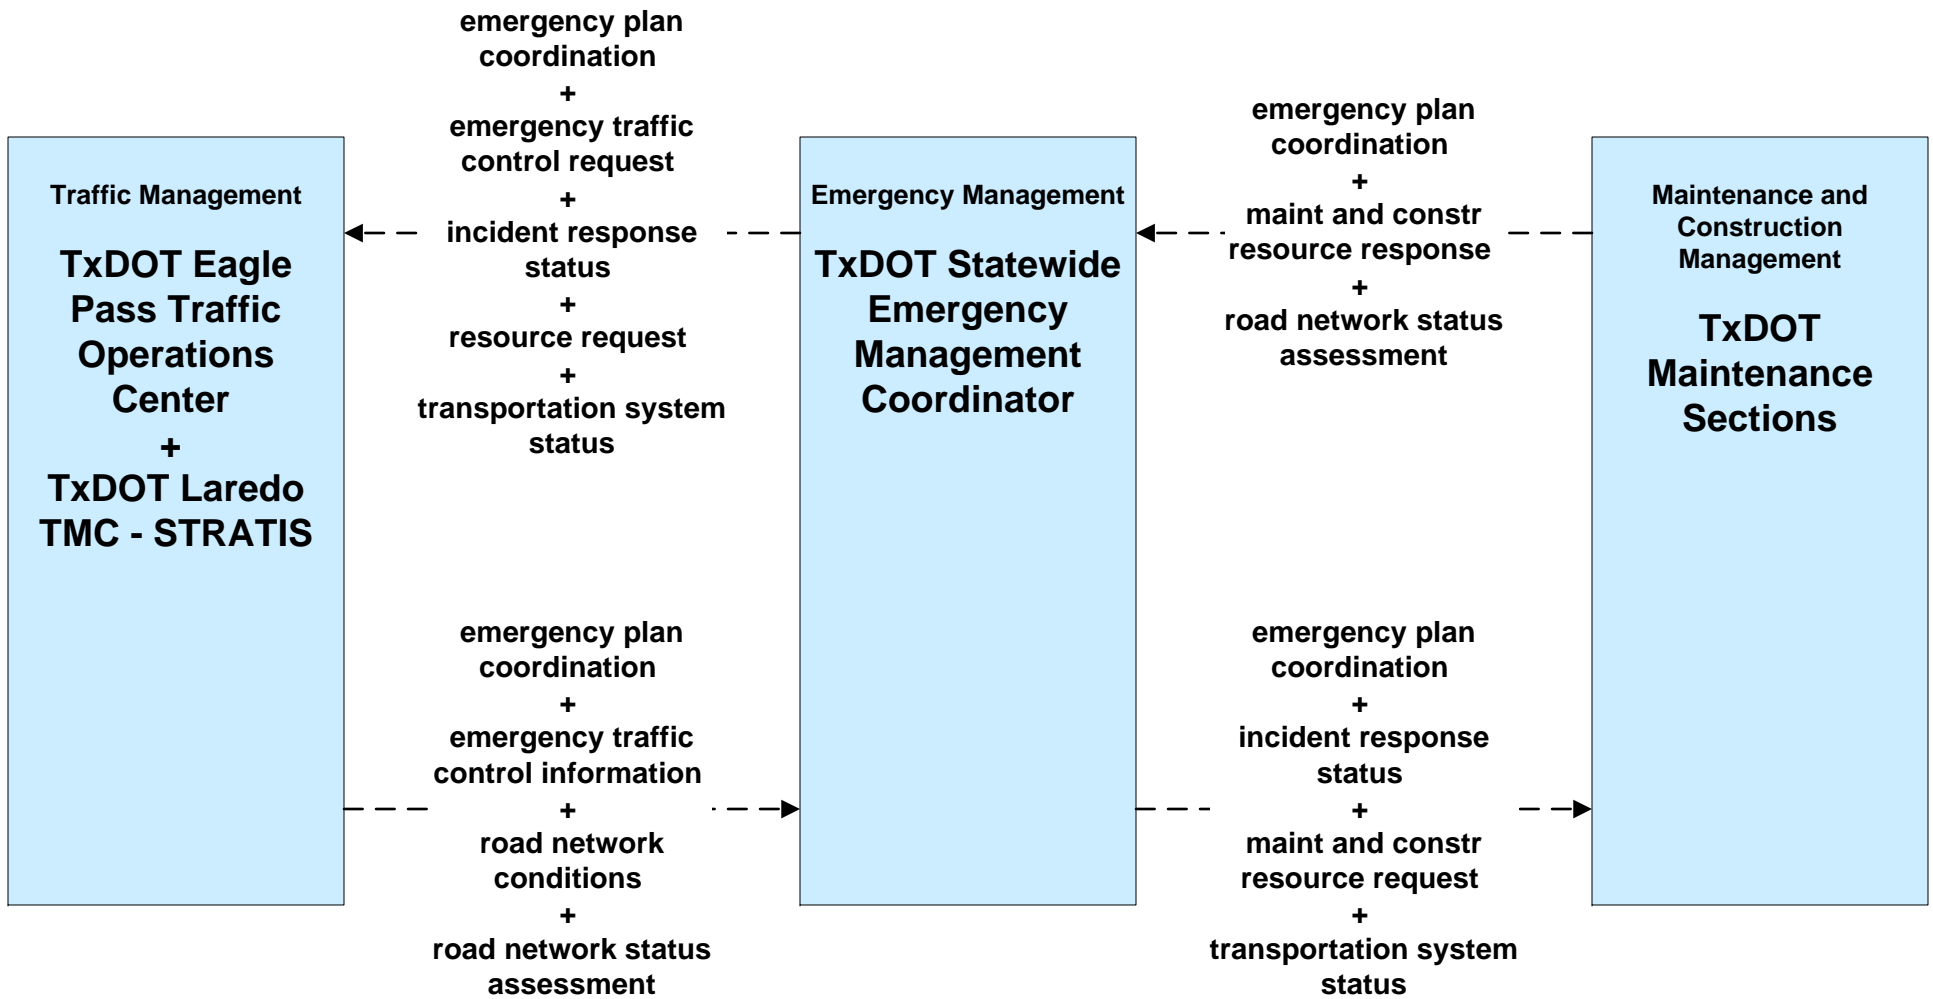 emergency plan
coordination
+
emergency traffic
control request
+
incident response
status
+
resource request
+
transportation system
status
emergency plan
coordination
+
maint and constr
resource response
+
road network status
assessment
Traffic Management
TxDOT Eagle
Pass Traffic
Operations
Center
+
TxDOT Laredo
TMC - STRATIS
Emergency Management
TxDOT Statewide
Emergency
Management
Coordinator
Maintenance and
Construction
Management
TxDOT
Maintenance
Sections
emergency plan
coordination
+
emergency traffic
control information
+
road network
conditions
+
road network status
assessment
emergency plan
coordination
+
incident response
status
+
maint and constr
resource request
+
transportation system
status